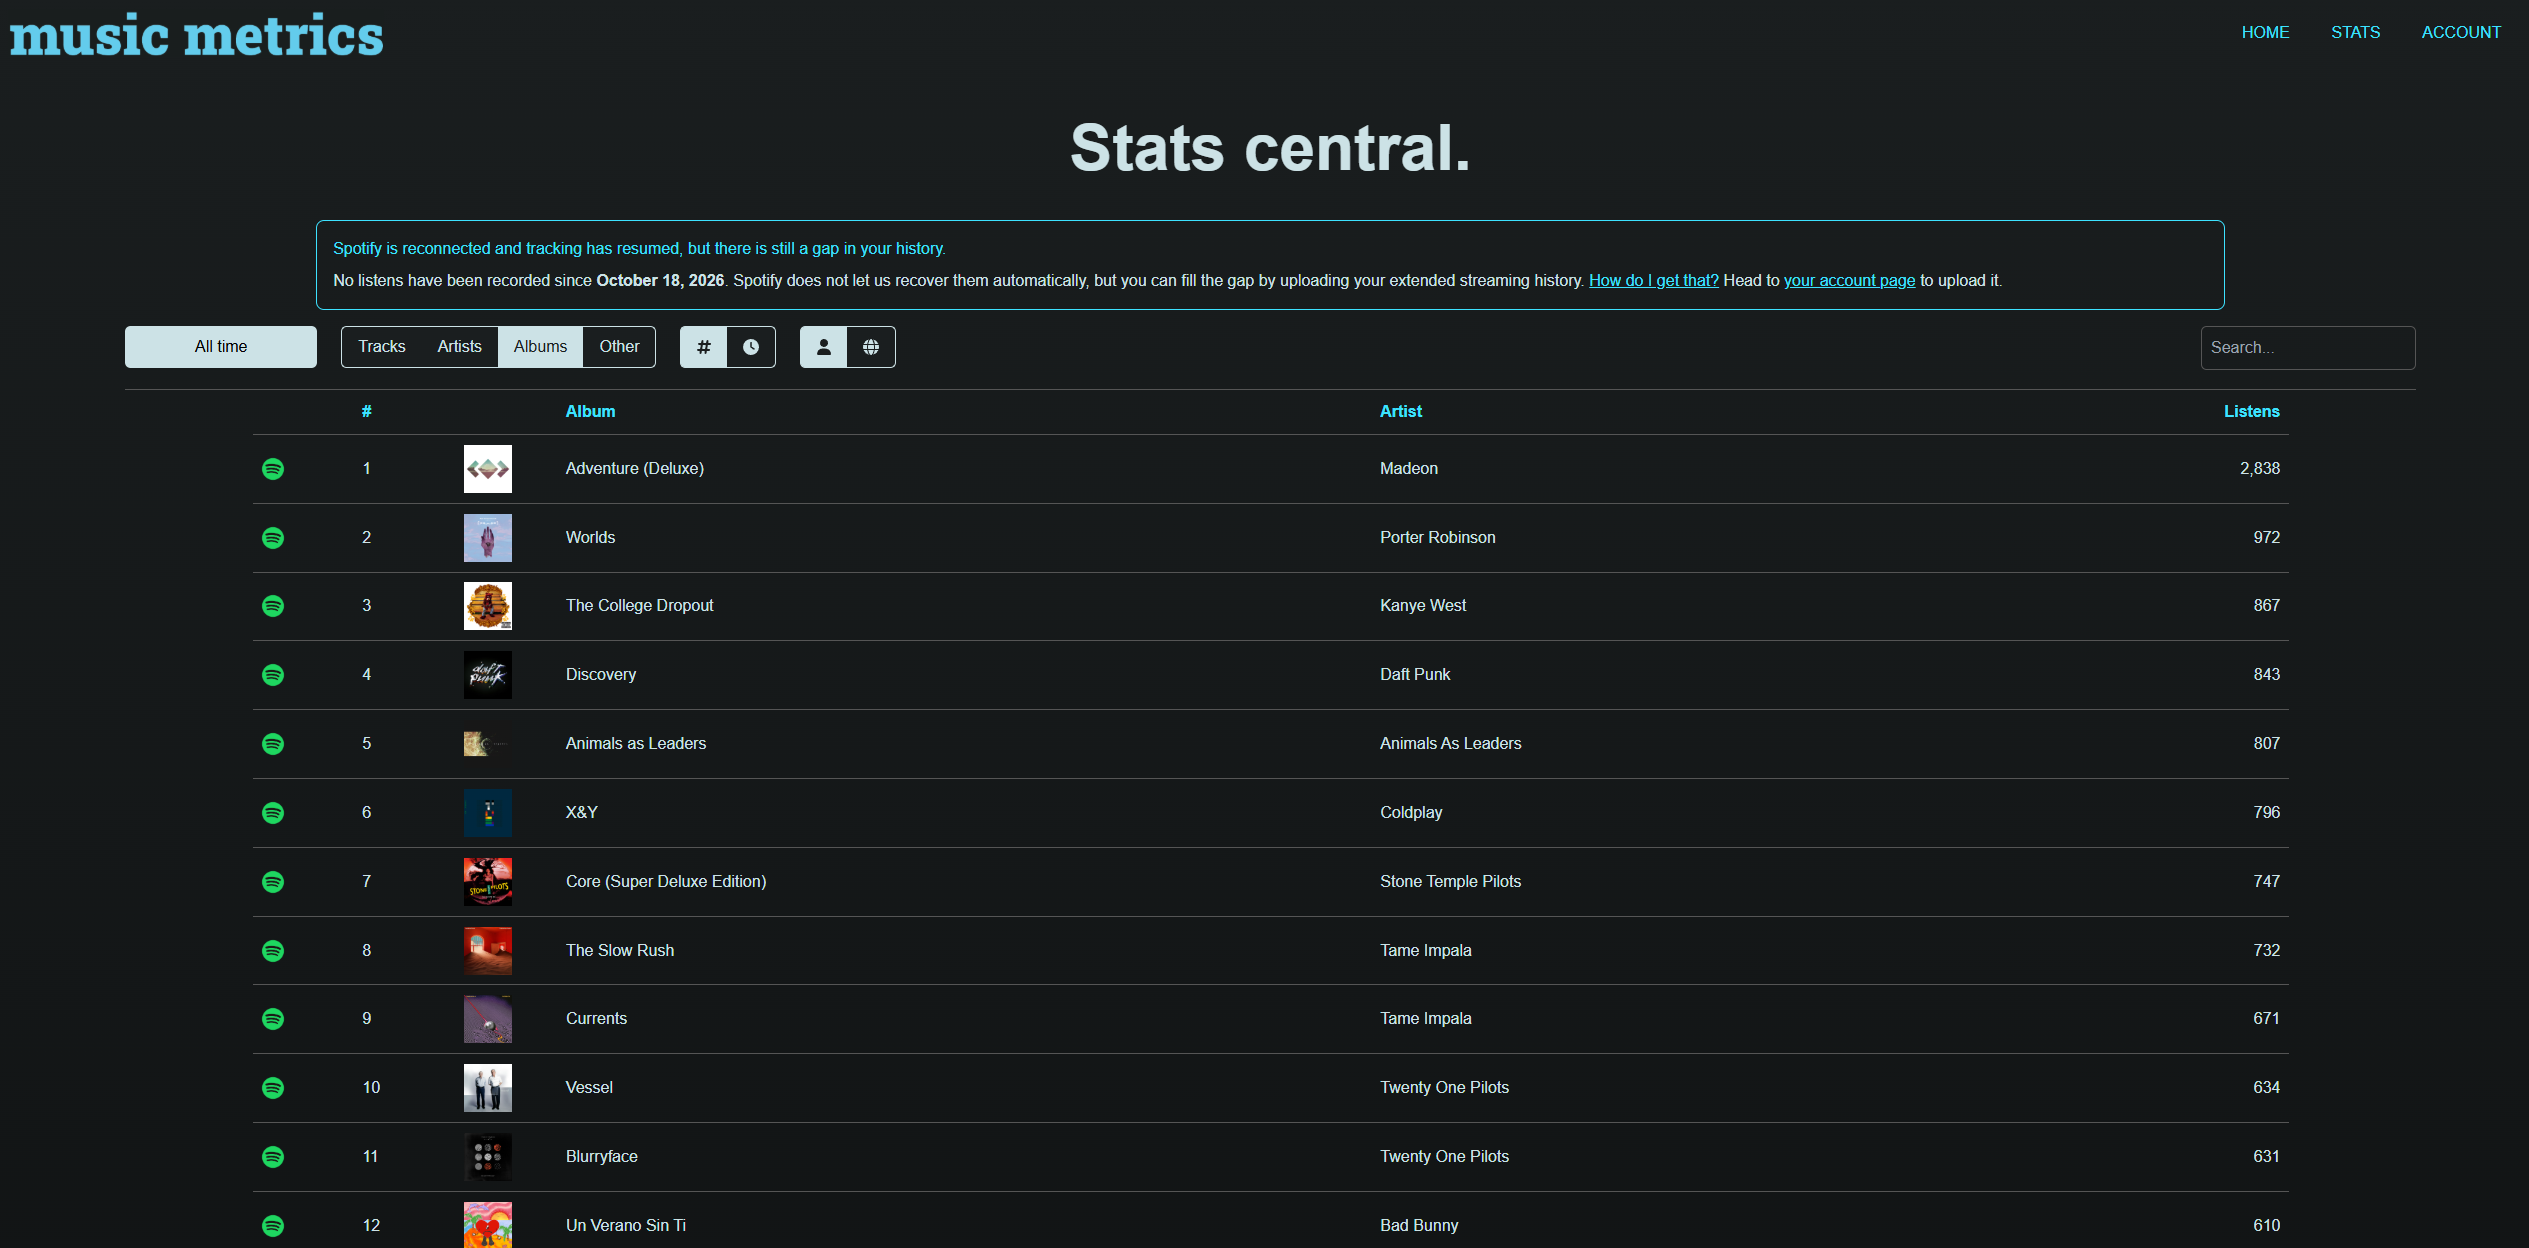 music metrics
HOME STATS ACCOUNT
Stats central.
Spotify is reconnected and tracking has resumed, but there is still a gap in your history.
No listens have been recorded since October 18, 2026. Spotify does not let us recover them automatically, but you can fill the gap by uploading your extended streaming history. How do I get that? Head to your account page to upload it.
All time Tracks Artists Albums Other # Search...
# Album Artist Listens
1 Adventure (Deluxe) Madeon 2,838
2 Worlds Porter Robinson 972
3 The College Dropout Kanye West 867
4 daft punk Discovery Daft Punk 843
5 Animals as Leaders Animals As Leaders 807
6 X&Y Coldplay 796
7 STONE PILOTS Core (Super Deluxe Edition) Stone Temple Pilots 747
8 The Slow Rush Tame Impala 732
9 Currents Tame Impala 671
10 Vessel Twenty One Pilots 634
11 Blurryface Twenty One Pilots 631
12 Un Verano Sin Ti Bad Bunny 610